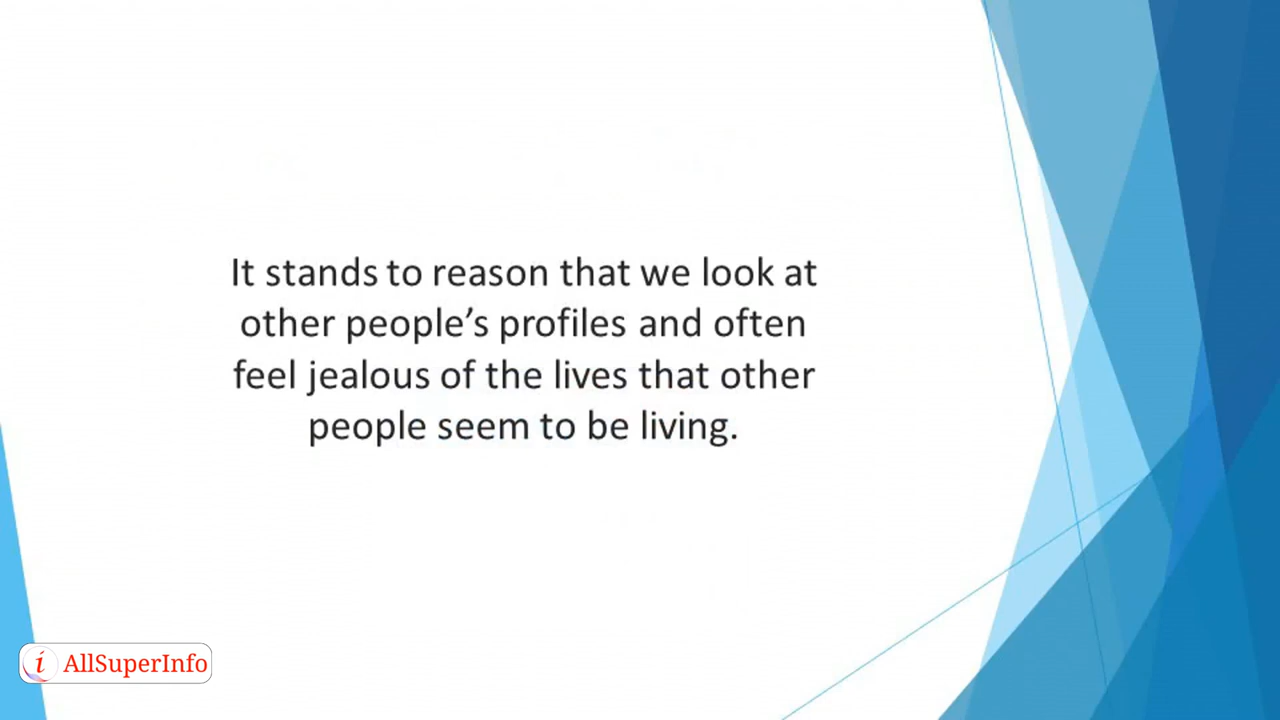 It stands to reason that we look at
other people’s profiles and often
feel jealous of the lives that other
people seem to be living.
i AllSuperInfo